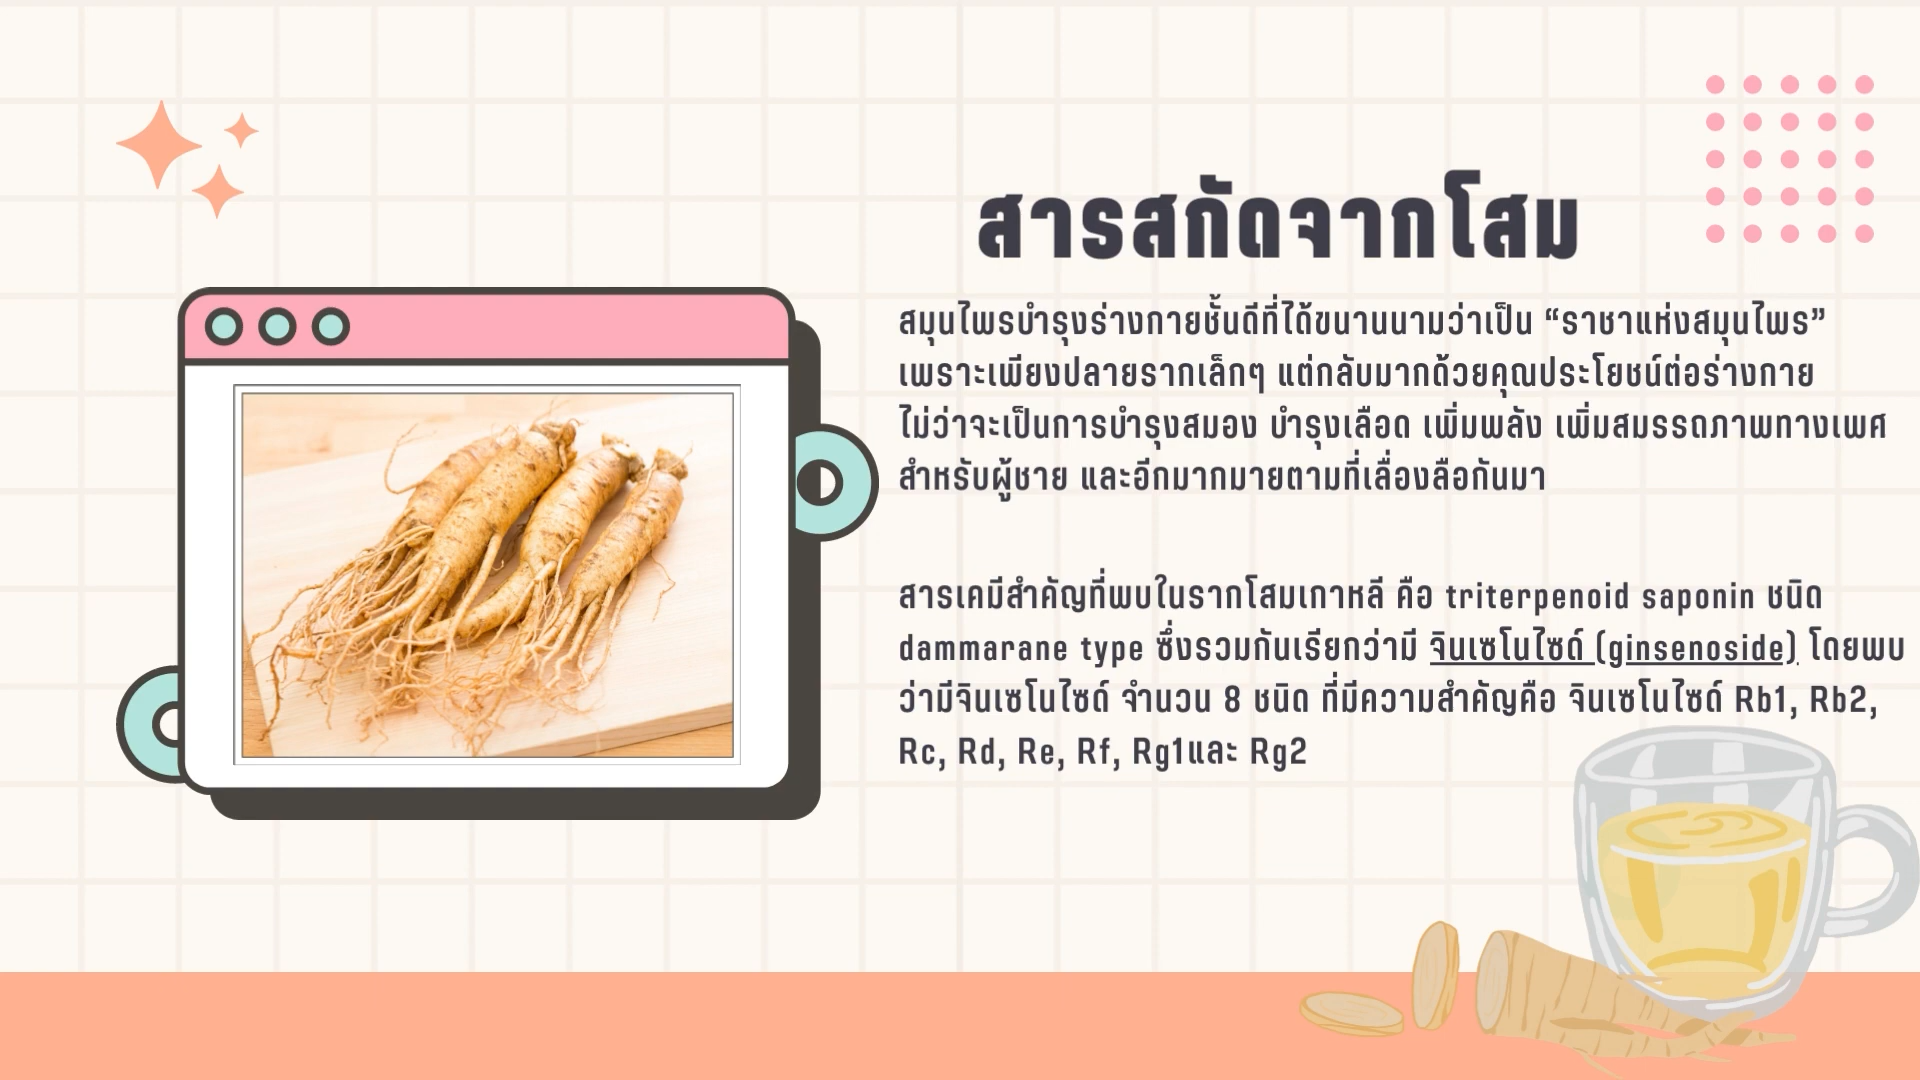 สารสกัดจากโสม
สมุนไพรบำรุงร่างกายชั้นดีที่ได้ขนานนามว่าเป็น “ราชาแห่งสมุนไพร”
เพราะเพียงปลายรากเล็กๆ แต่กลับมากด้วยคุณประโยชน์ต่อร่างกาย
ไม่ว่าจะเป็นการบำรุงสมอง บำรุงเลือด เพิ่มพลัง เพิ่มสมรรถภาพทางเพศ
สำหรับผู้ชาย และอีกมากมายตามที่เลื่องลือกันมา
สารเคมีสำคัญที่พบในรากโสมเกาหลี คือ triterpenoid saponin ชนิด
dammarane type ซึ่งรวมกันเรียกว่ามี จินเซโนไซด์ (ginsenoside) โดยพบ
ว่ามีจินเซโนไซด์ จำนวน 8 ชนิด ที่มีความสำคัญคือ จินเซโนไซด์ Rb1, Rb2,
Rc, Rd, Re, Rf, Rg1และ Rg2